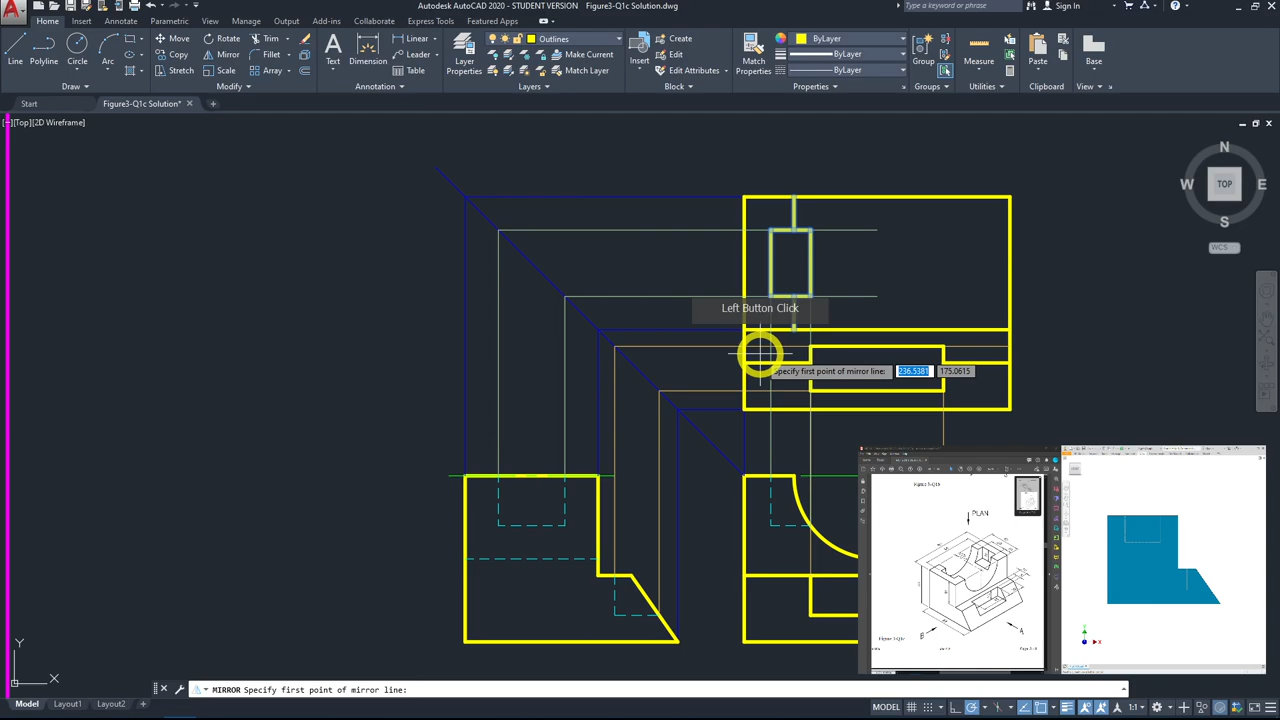 Autodesk AutoCAD 2020 - STUDENT VERSION Figure3-Q1c Solution.dwg
Type a keyword or phrase
Sign In
Home Insert Annotate Parametric View Manage Output Add-ins Collaborate Express Tools Featured Apps
Line Polyline Circle Arc
Move Rotate Trim
Copy Mirror Fillet
Stretch Scale Array
Text Dimension
Linear
Leader
Table
Layer Properties
Outlines
Make Current
Match Layer
Insert
Create
Edit
Edit Attributes
Match Properties
ByLayer
ByLayer
ByLayer
Group
Measure
Paste
Base
Draw Modify Annotation Layers Block Properties Groups Utilities Clipboard View
Start Figure3-Q1c Solution*
[-][Top][2D Wireframe]
N
W TOP E
S
WCS
Left Button Click
Specify first point of mirror line: 236.5381 175.0615
PLAN
B
A
Y
X
X
MIRROR Specify first point of mirror line:
Model Layout1 Layout2
MODEL 1:1